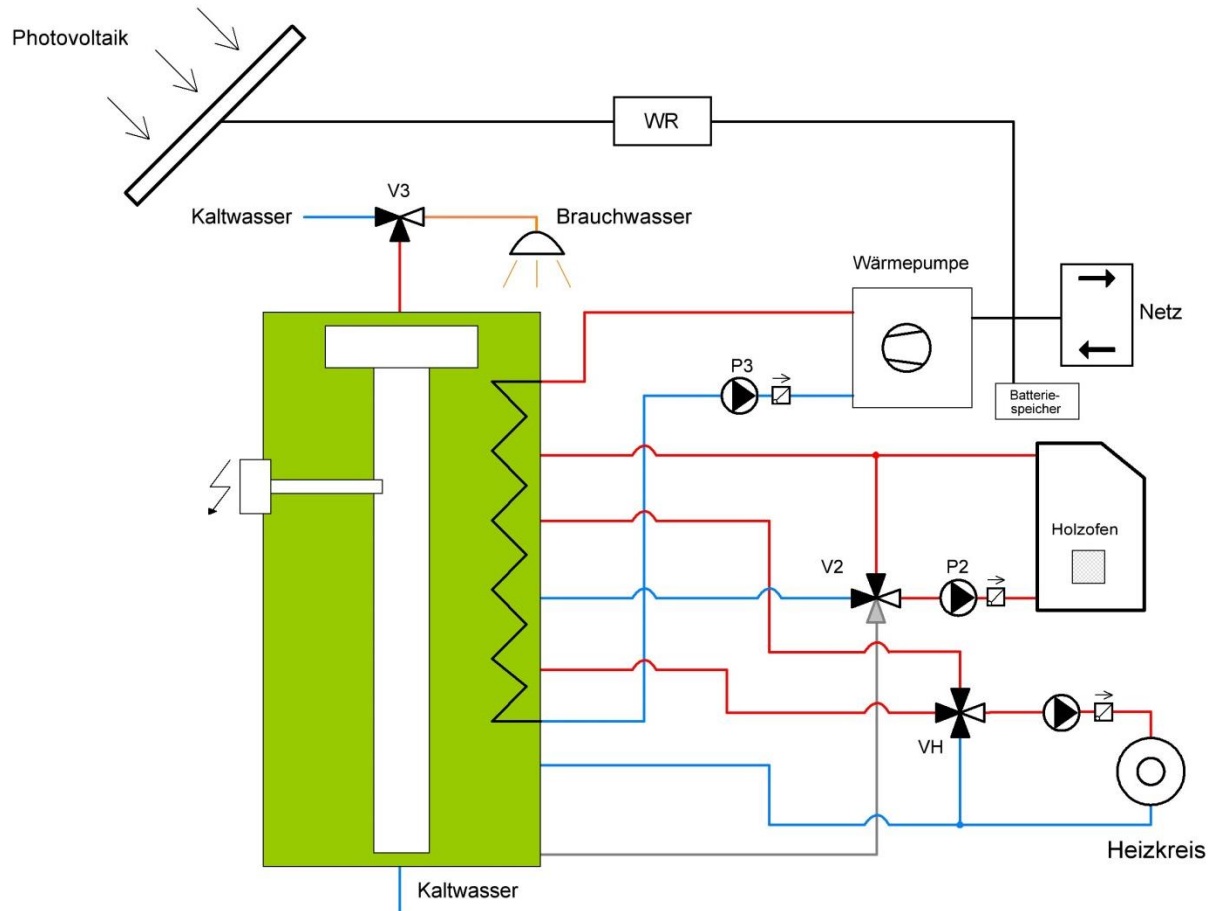 Photovoltaik
WR
V3
Kaltwasser
Brauchwasser
Wärmepumpe
Netz
P3
Batterie-
speicher
Holzofen
V2
P2
VH
Heizkreis
Kaltwasser